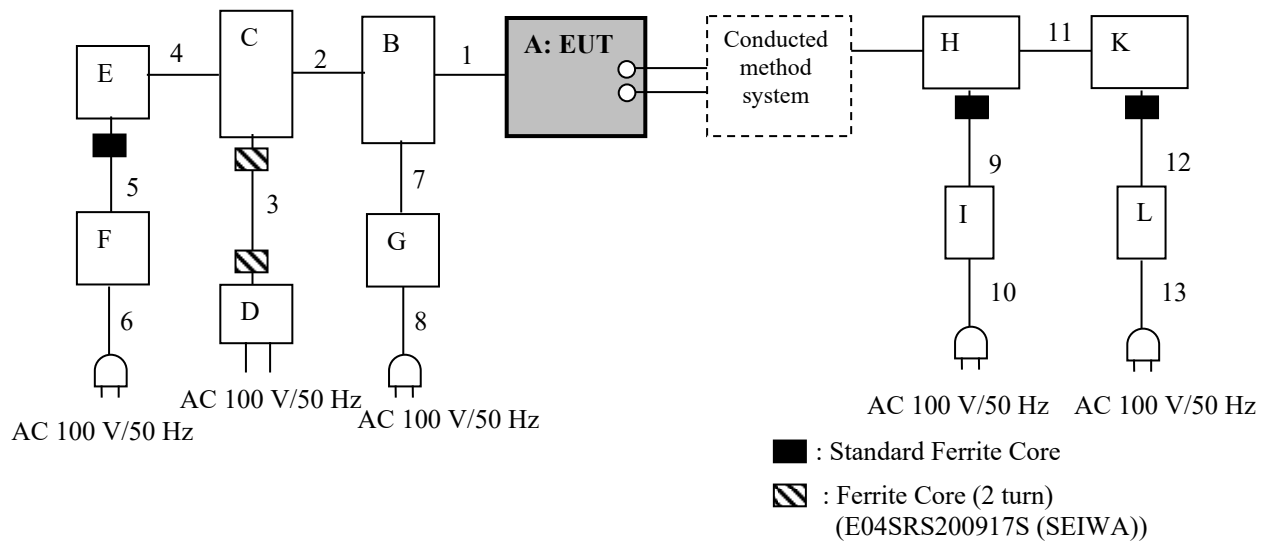 E
4
C
2
B
1
A: EUT
Conducted
method
system
H
11
K
5
3
7
9
12
F
G
I
L
6
D
8
10
13
AC 100 V/50 Hz
AC 100 V/50 Hz
AC 100 V/50 Hz
AC 100 V/50 Hz
AC 100 V/50 Hz
: Standard Ferrite Core
: Ferrite Core (2 turn)
(E04SRS200917S (SEIWA))